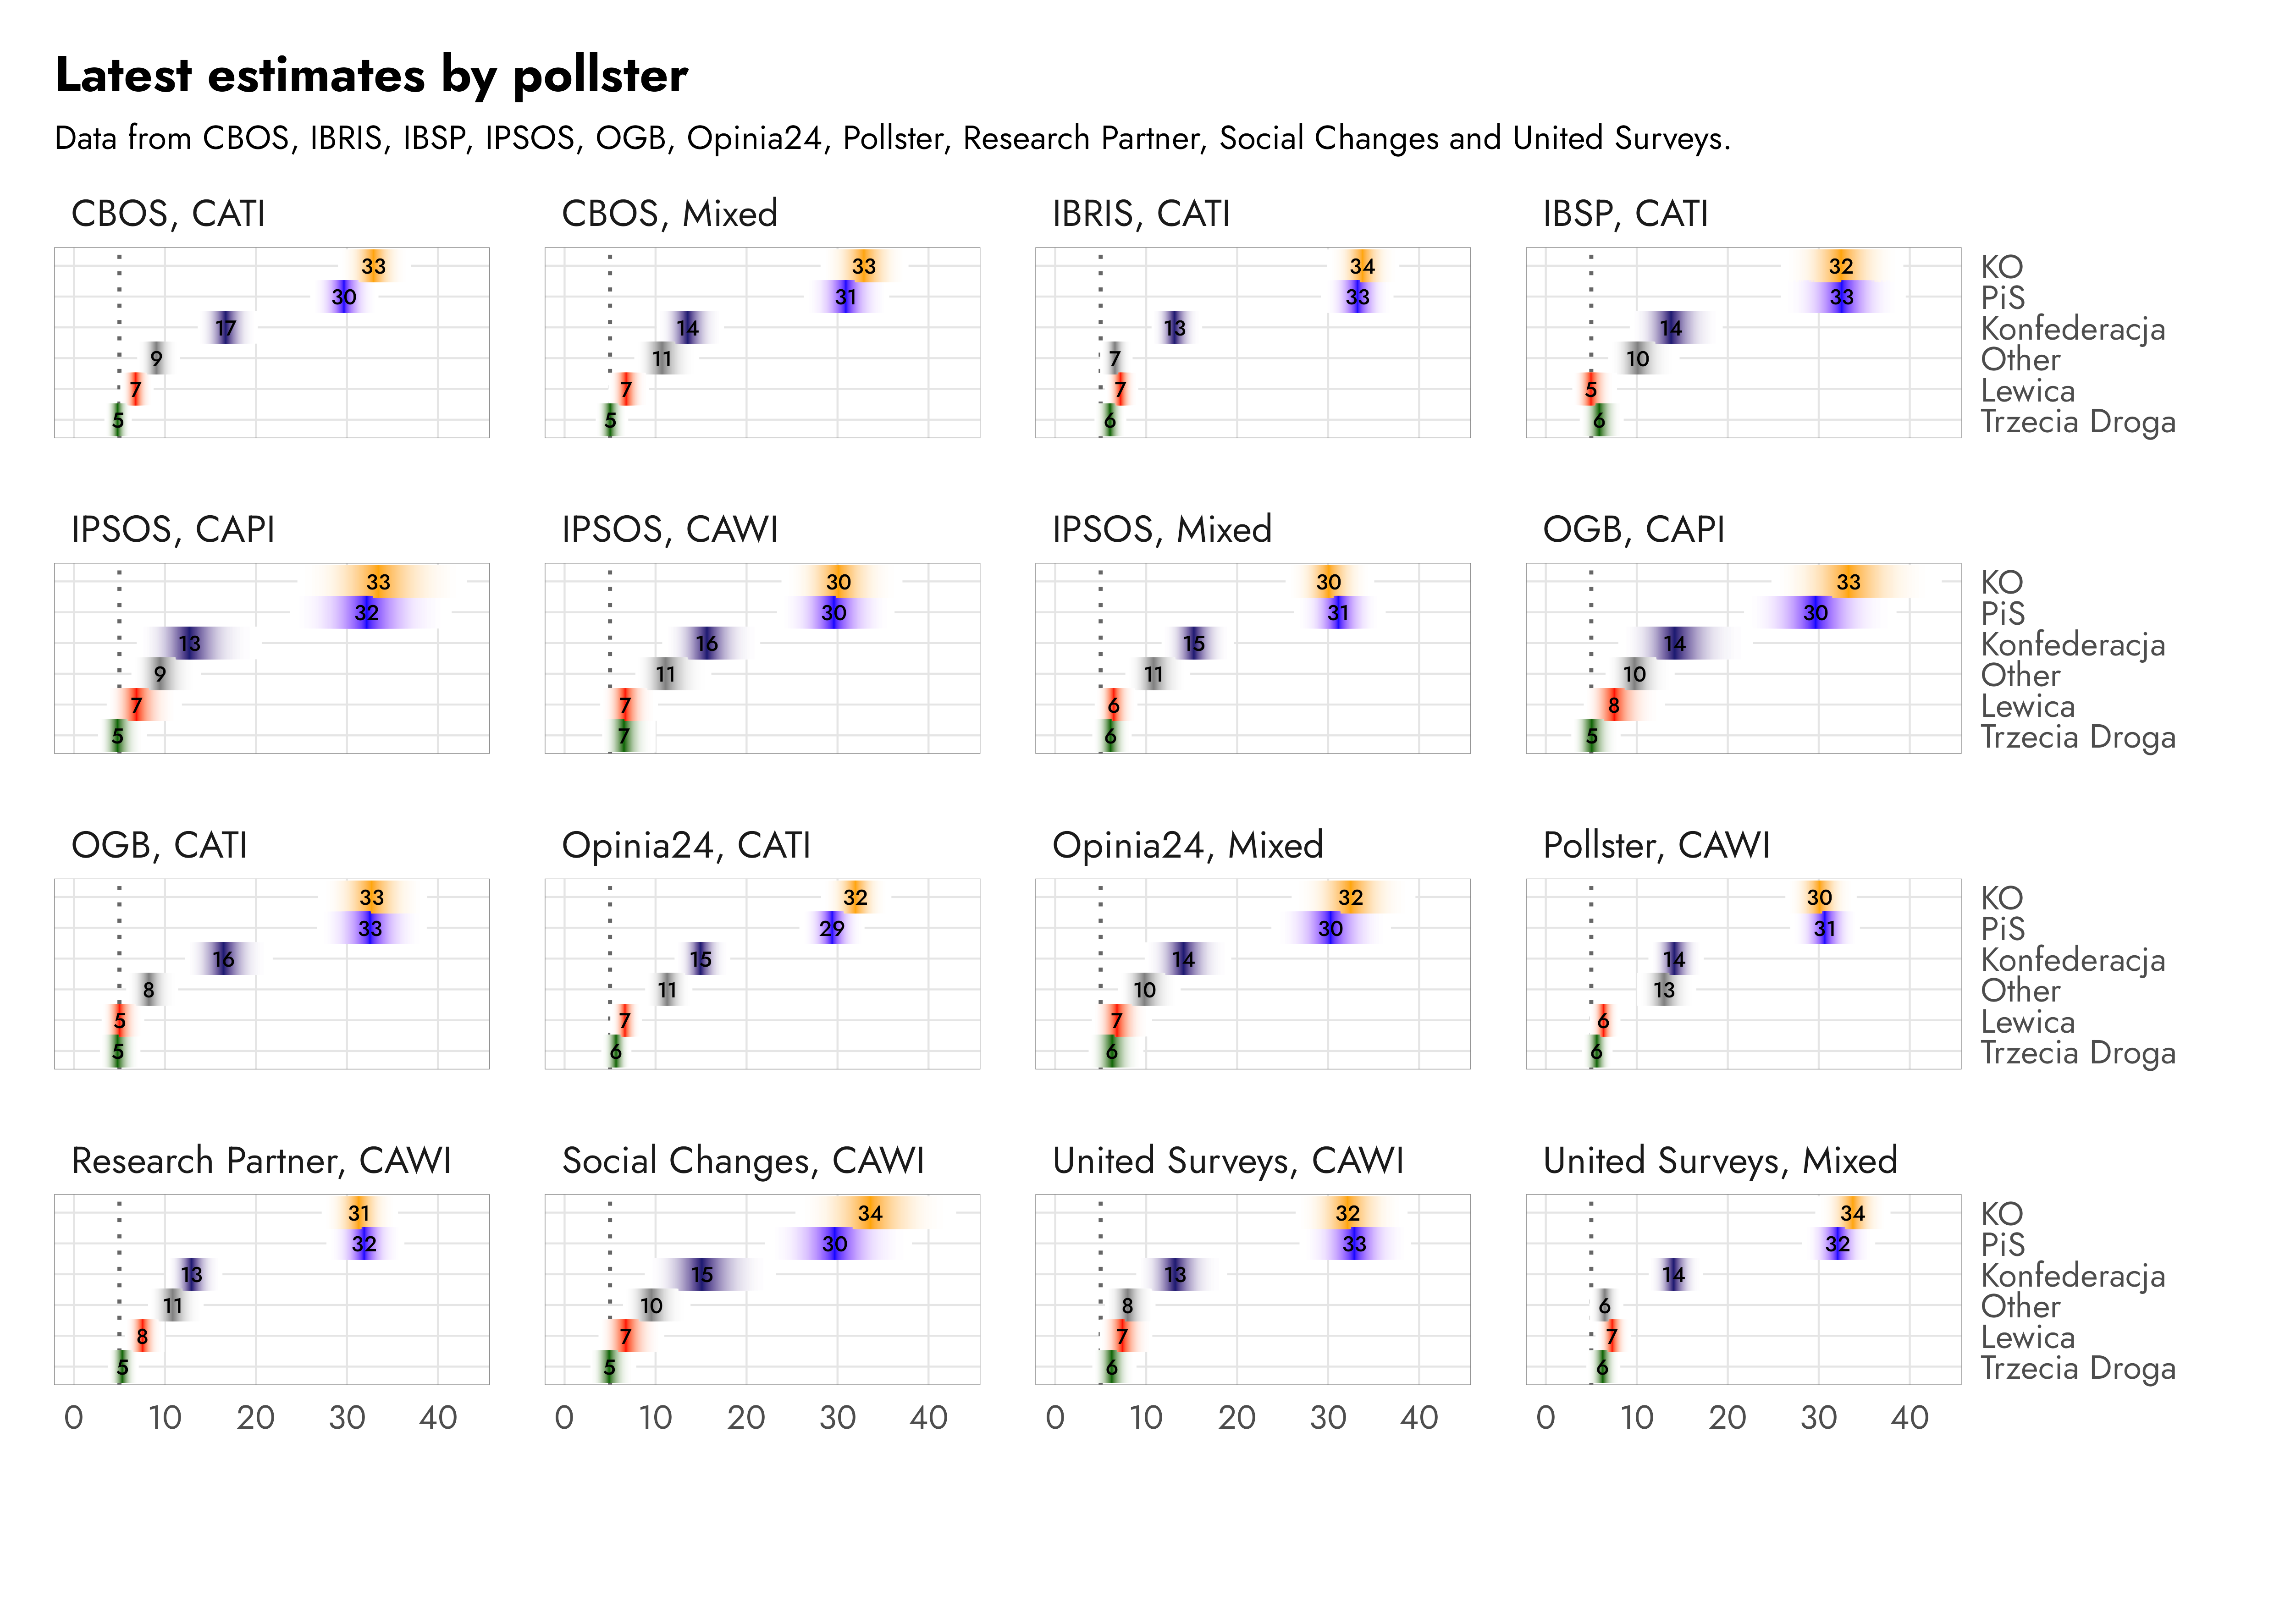 Latest estimates by pollster
Data from CBOS, IBRIS, IBSP, IPSOS, OGB, Opinia24, Pollster, Research Partner, Social Changes and United Surveys.
CBOS, CATI
33
30
17
9
7
5
CBOS, Mixed
33
31
14
11
7
5
IBRIS, CATI
34
33
13
7
7
6
IBSP, CATI
32
33
14
10
5
6
KO
PiS
Konfederacja
Other
Lewica
Trzecia Droga
IPSOS, CAPI
33
32
13
9
7
5
IPSOS, CAWI
30
30
16
11
7
7
IPSOS, Mixed
30
31
15
11
6
6
OGB, CAPI
33
30
14
10
8
5
KO
PiS
Konfederacja
Other
Lewica
Trzecia Droga
OGB, CATI
33
33
16
8
5
5
Opinia24, CATI
32
29
15
11
7
6
Opinia24, Mixed
32
30
14
10
7
6
Pollster, CAWI
30
31
14
13
6
6
KO
PiS
Konfederacja
Other
Lewica
Trzecia Droga
Research Partner, CAWI
31
32
13
11
8
5
Social Changes, CAWI
34
30
15
10
7
5
United Surveys, CAWI
32
33
13
8
7
6
United Surveys, Mixed
34
32
14
6
7
6
KO
PiS
Konfederacja
Other
Lewica
Trzecia Droga
0 10 20 30 40
0 10 20 30 40
0 10 20 30 40
0 10 20 30 40